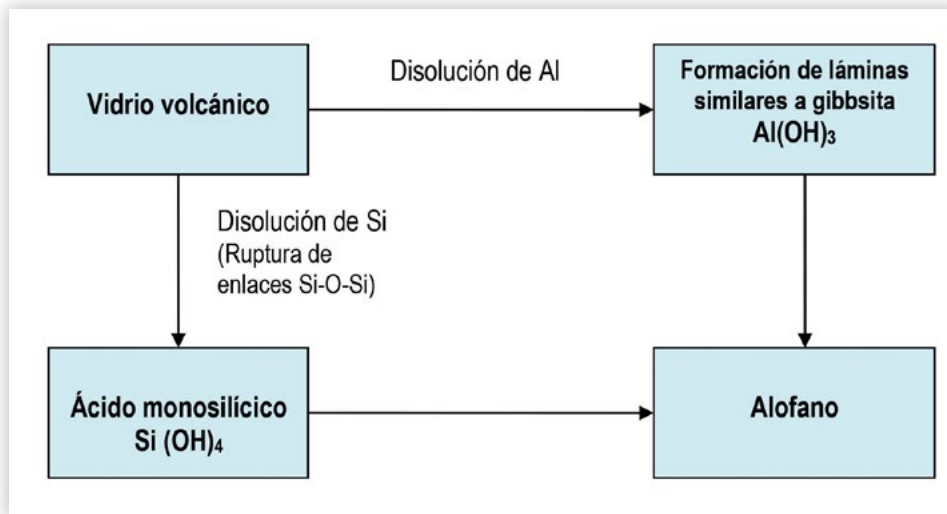 Vidrio volcánico
Disolución de Al
Formación de láminas
similares a gibbsita
Al(OH)₃
Disolución de Si
(Ruptura de
enlaces Si-O-Si)
Ácido monosilícico
Si (OH)₄
Alofano